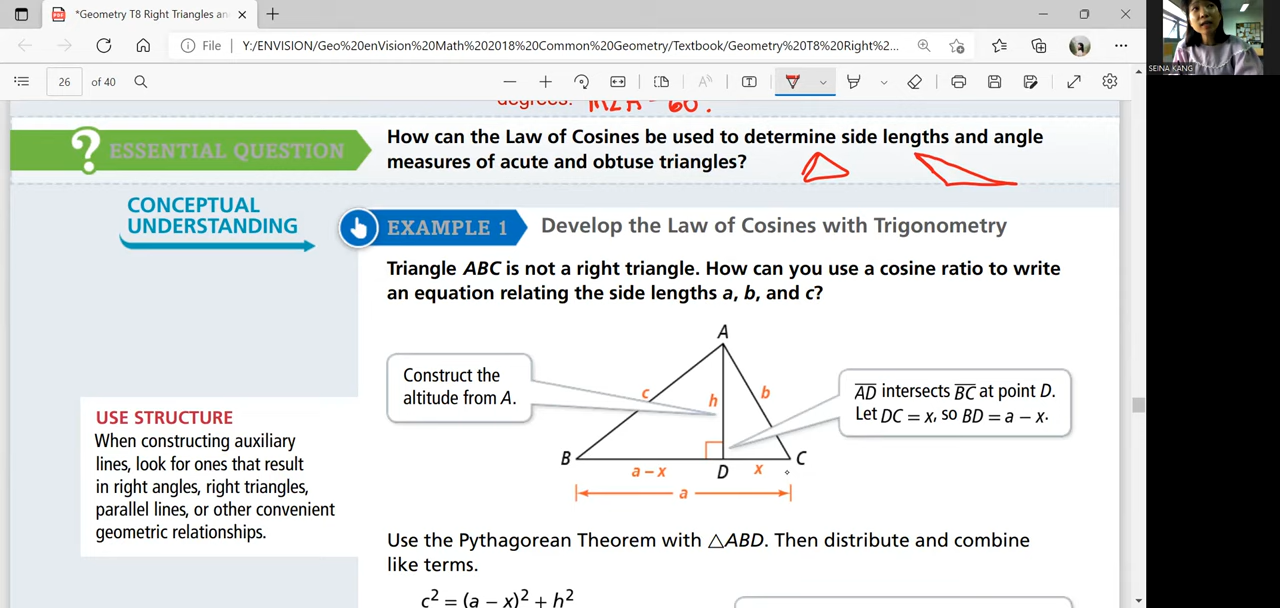 *Geometry T8 Right Triangles an
File
Y:/ENVISION/Geo%20enVision%20Math%202018%20Common%20Geometry/Textbook/Geometry%20T8%20Right%2...
SEINA KANG
26
of 40
degrees. m∠A = 60°.
? ESSENTIAL QUESTION
How can the Law of Cosines be used to determine side lengths and angle
measures of acute and obtuse triangles?
CONCEPTUAL
UNDERSTANDING
EXAMPLE 1
Develop the Law of Cosines with Trigonometry
Triangle ABC is not a right triangle. How can you use a cosine ratio to write
an equation relating the side lengths a, b, and c?
A
Construct the
altitude from A.
c
h
b
AD intersects BC at point D.
Let DC = x, so BD = a − x.
B
a − x
D
x
C
a
USE STRUCTURE
When constructing auxiliary
lines, look for ones that result
in right angles, right triangles,
parallel lines, or other convenient
geometric relationships.
Use the Pythagorean Theorem with △ABD. Then distribute and combine
like terms.
c² = (a − x)² + h²